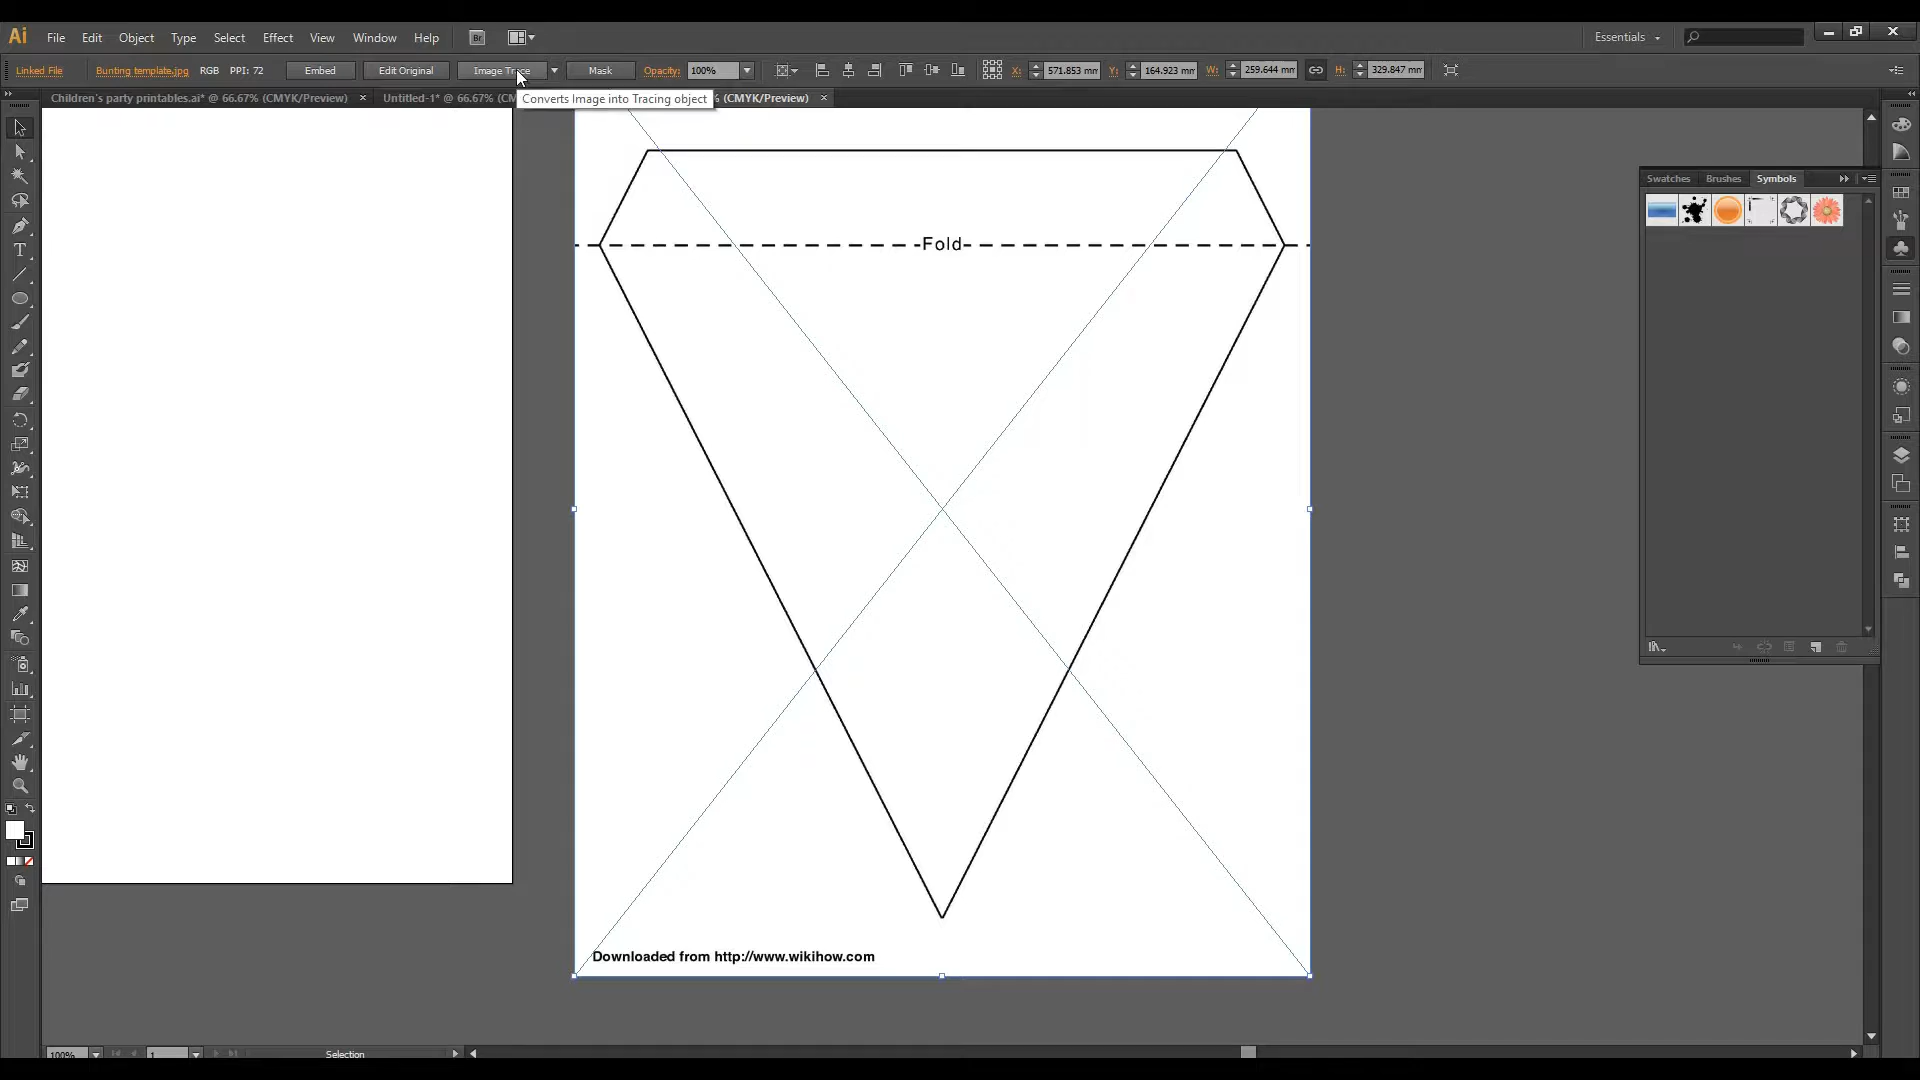 Ai File Edit Object Type Select Effect View Window Help Br Essentials
Linked File Bunting template.jpg RGB PPI: 72 Embed Edit Original Image Trace Mask Opacity: 100% X: 571.853 mm Y: 164.923 mm W: 259.644 mm H: 329.847 mm
Children's party printables.ai* @ 66.67% (CMYK/Preview) × Untitled-1* @ 66.67% (CM % (CMYK/Preview) ×
Converts Image into Tracing object
Swatches Brushes Symbols
-Fold-
T
Downloaded from http://www.wikihow.com
100% 1 Selection